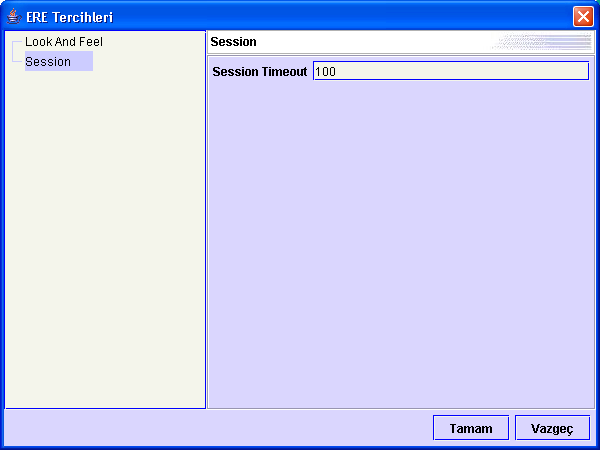 ERE Tercihleri
Look And Feel
Session
Session
Session Timeout 100
Tamam Vazgeç